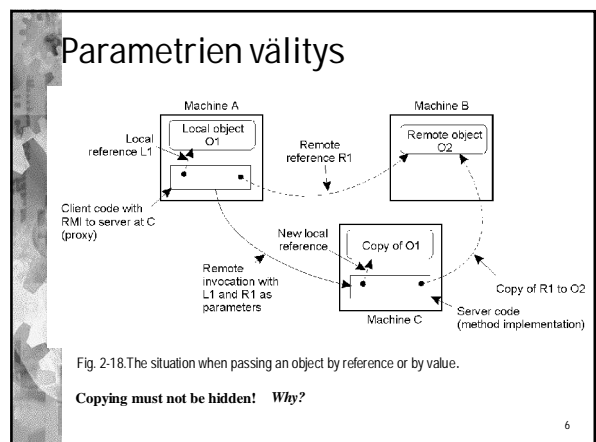 Parametrien välitys
Machine A
Machine B
Local object
O1
Local
reference L1
Remote
reference R1
Remote object
O2
Client code with
RMI to server at C
(proxy)
New local
reference
Copy of O1
Remote
invocation with
L1 and R1 as
parameters
Copy of R1 to O2
Server code
(method implementation)
Machine C
Fig. 2-18.The situation when passing an object by reference or by value.
Copying must not be hidden! Why?
6